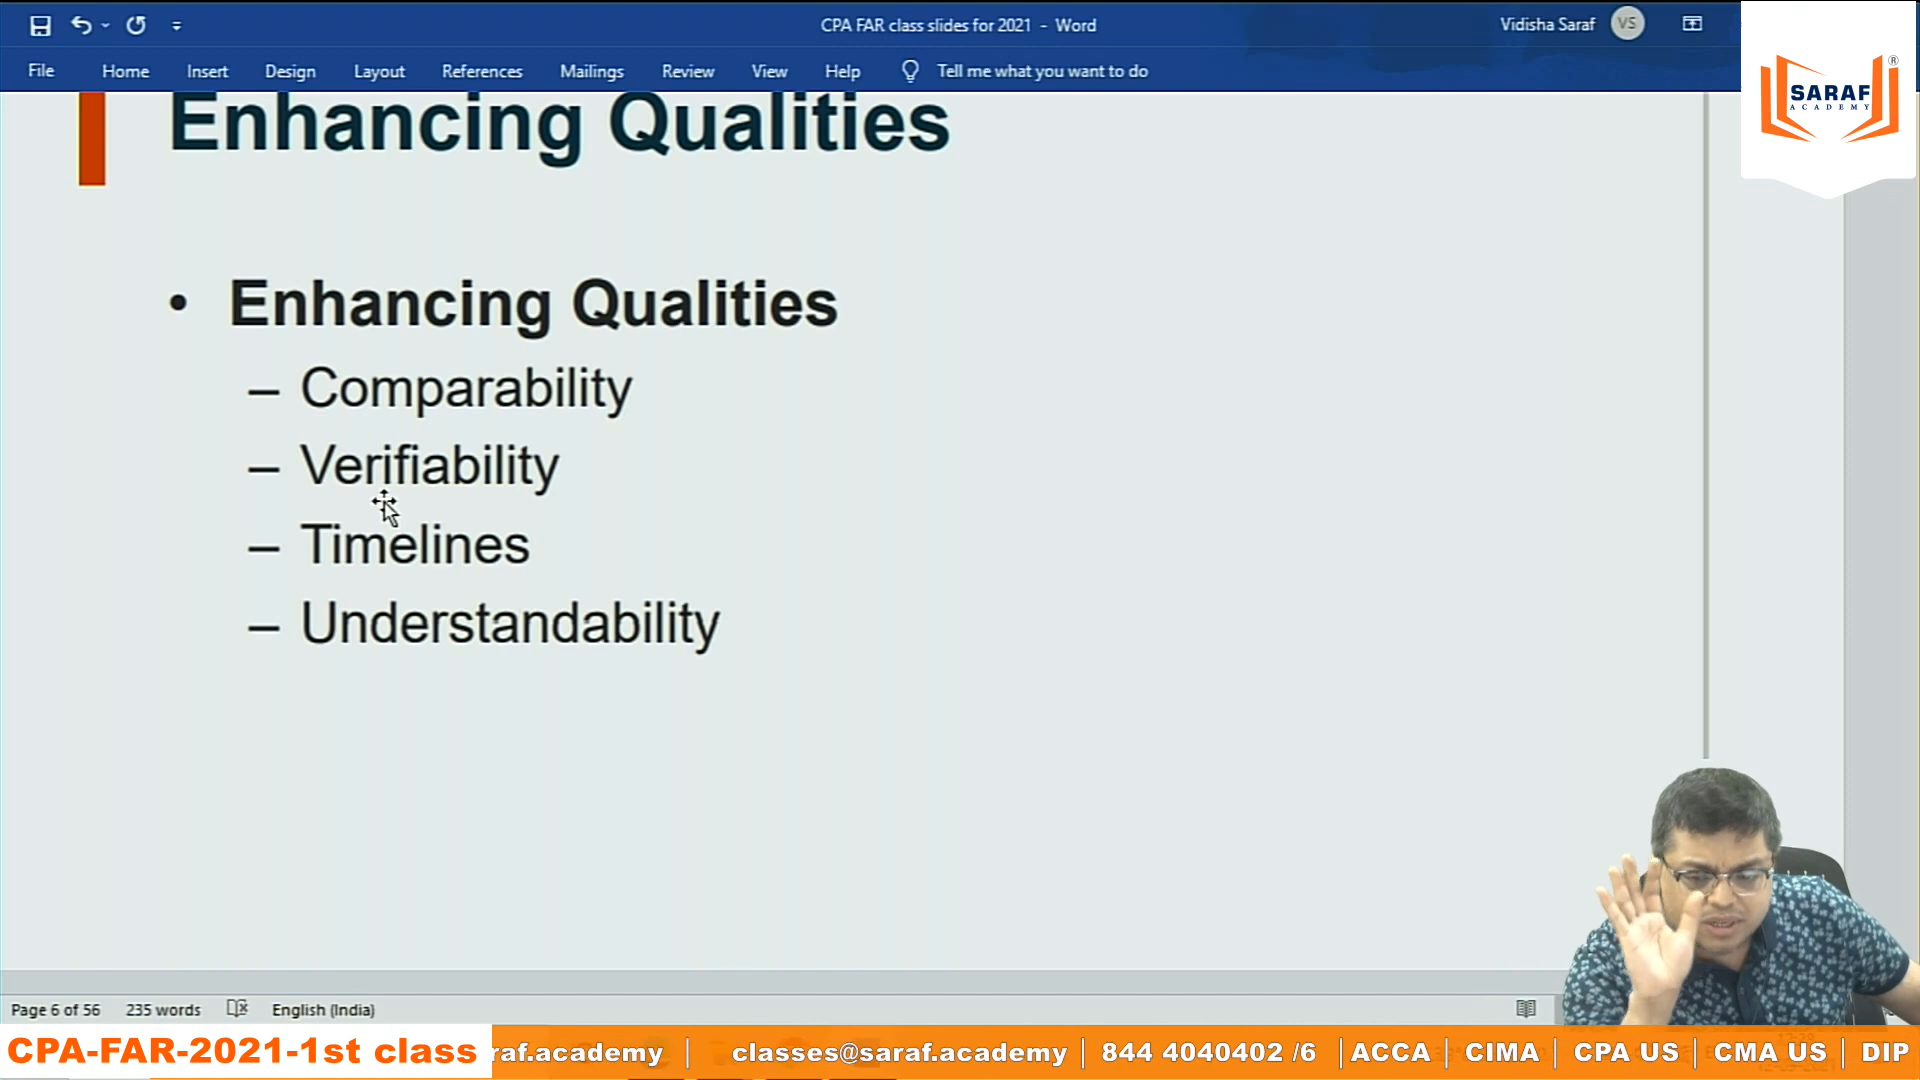 CPA FAR class slides for 2021 - Word
Vidisha Saraf VS
File Home Insert Design Layout References Mailings Review View Help Tell me what you want to do
SARAF
ACADEMY
Enhancing Qualities
• Enhancing Qualities
– Comparability
– Verifiability
– Timelines
– Understandability
Page 6 of 56 235 words English (India)
CPA-FAR-2021-1st class raf.academy | classes@saraf.academy | 844 4040402 /6 | ACCA | CIMA | CPA US | CMA US | DIP